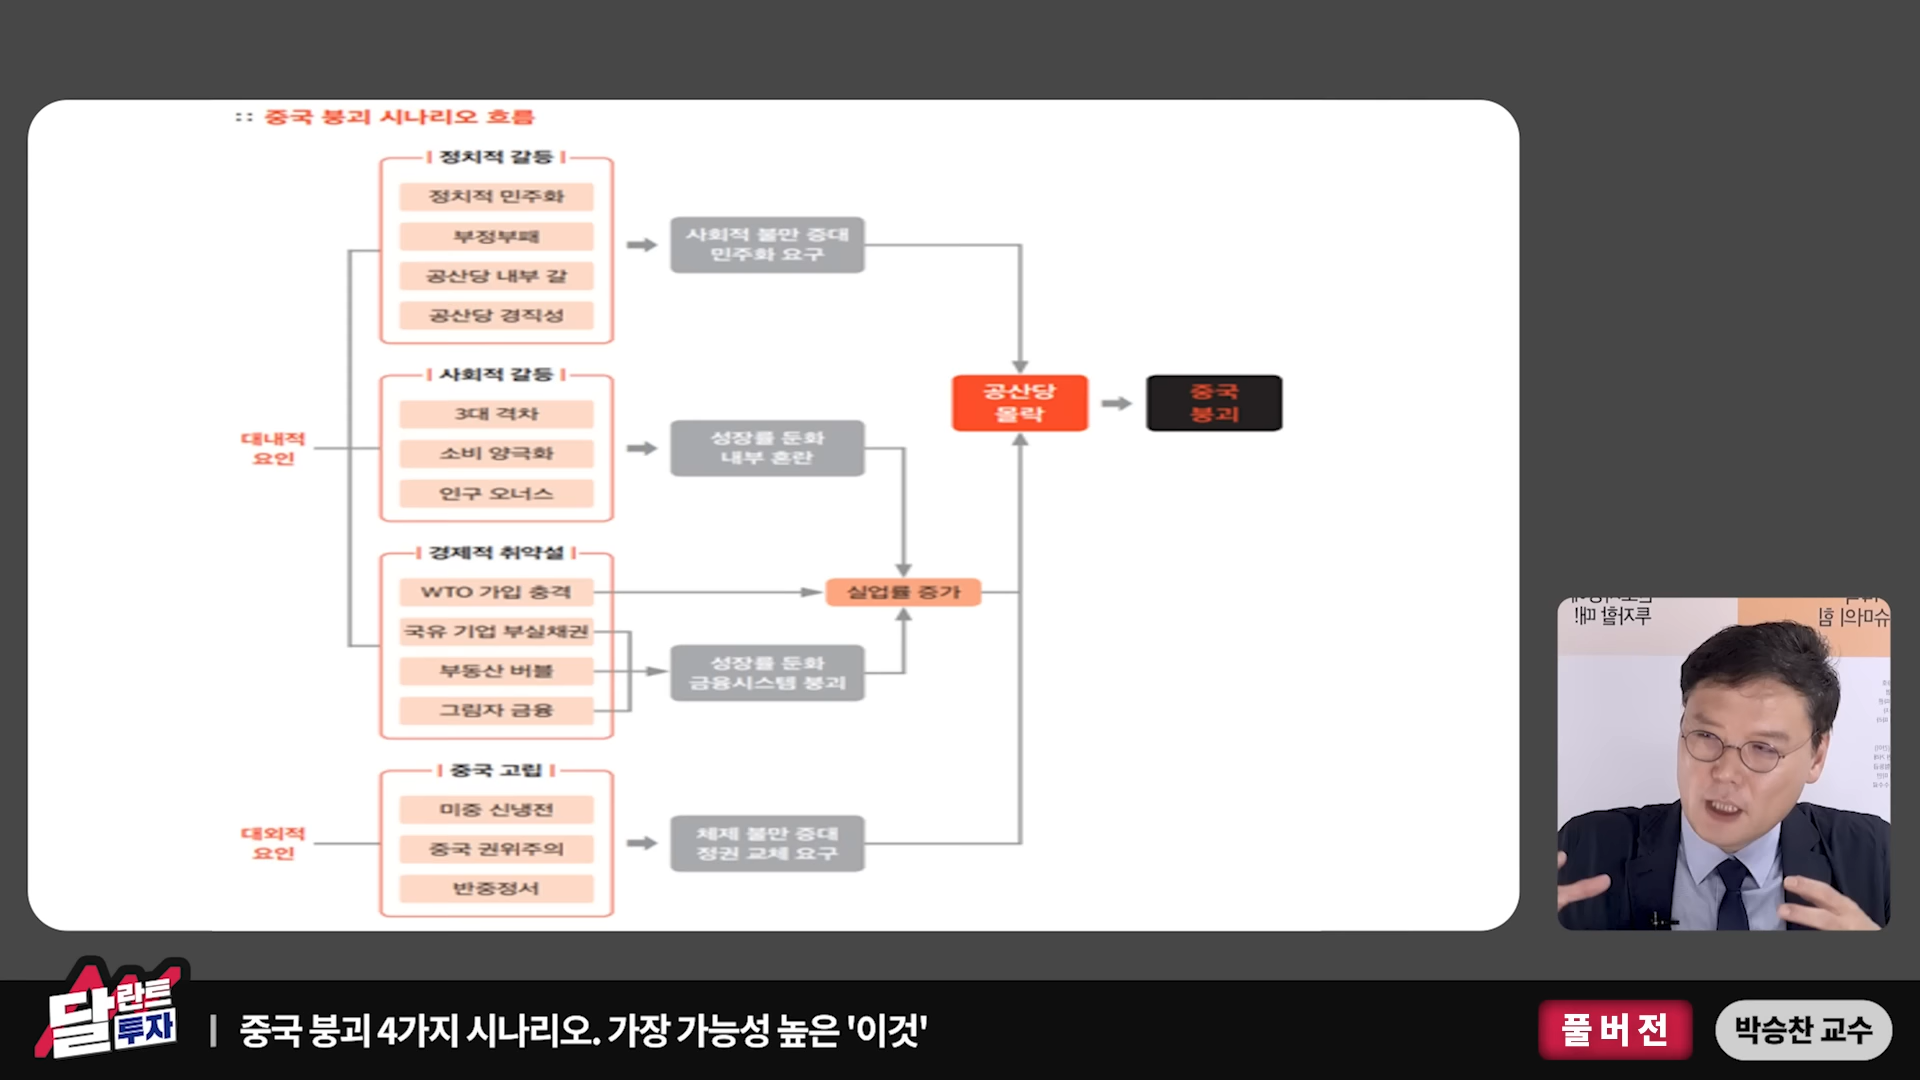 :: 중국 붕괴 시나리오 흐름
정치적 갈등
정치적 민주화
부정부패
공산당 내부 갈
공산당 경직성
사회적 불만 증대
민주화 요구
사회적 갈등
3대 격차
소비 양극화
인구 오너스
대내적
요인
성장률 둔화
내부 혼란
공산당
몰락
중국
붕괴
경제적 취약설
WTO 가입 충격
국유 기업 부실채권
부동산 버블
그림자 금융
실업률 증가
성장률 둔화
금융시스템 붕괴
중국 고립
미중 신냉전
중국 권위주의
반중정서
대외적
요인
체제 불만 증대
정권 교체 요구
투자할 때!
슈마의 힘
달란트
투자
중국 붕괴 4가지 시나리오. 가장 가능성 높은 '이것'
풀버전
박승찬 교수